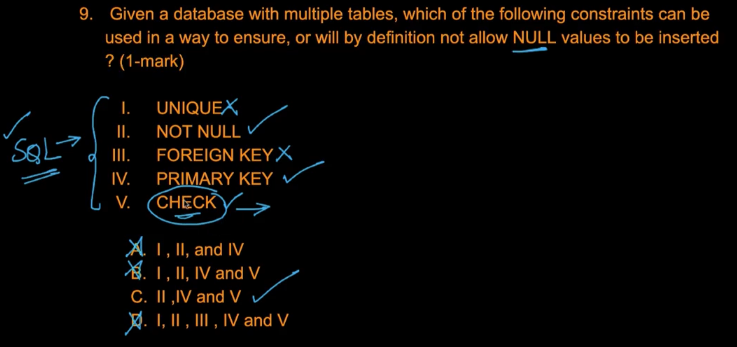 9. Given a database with multiple tables, which of the following constraints can be
used in a way to ensure, or will by definition not allow NULL values to be inserted
? (1-mark)
SQL
I. UNIQUE
II. NOT NULL
III. FOREIGN KEY
IV. PRIMARY KEY
V. CHECK
A. I , II, and IV
B. I , II, IV and V
C. II ,IV and V
D. I, II , III , IV and V